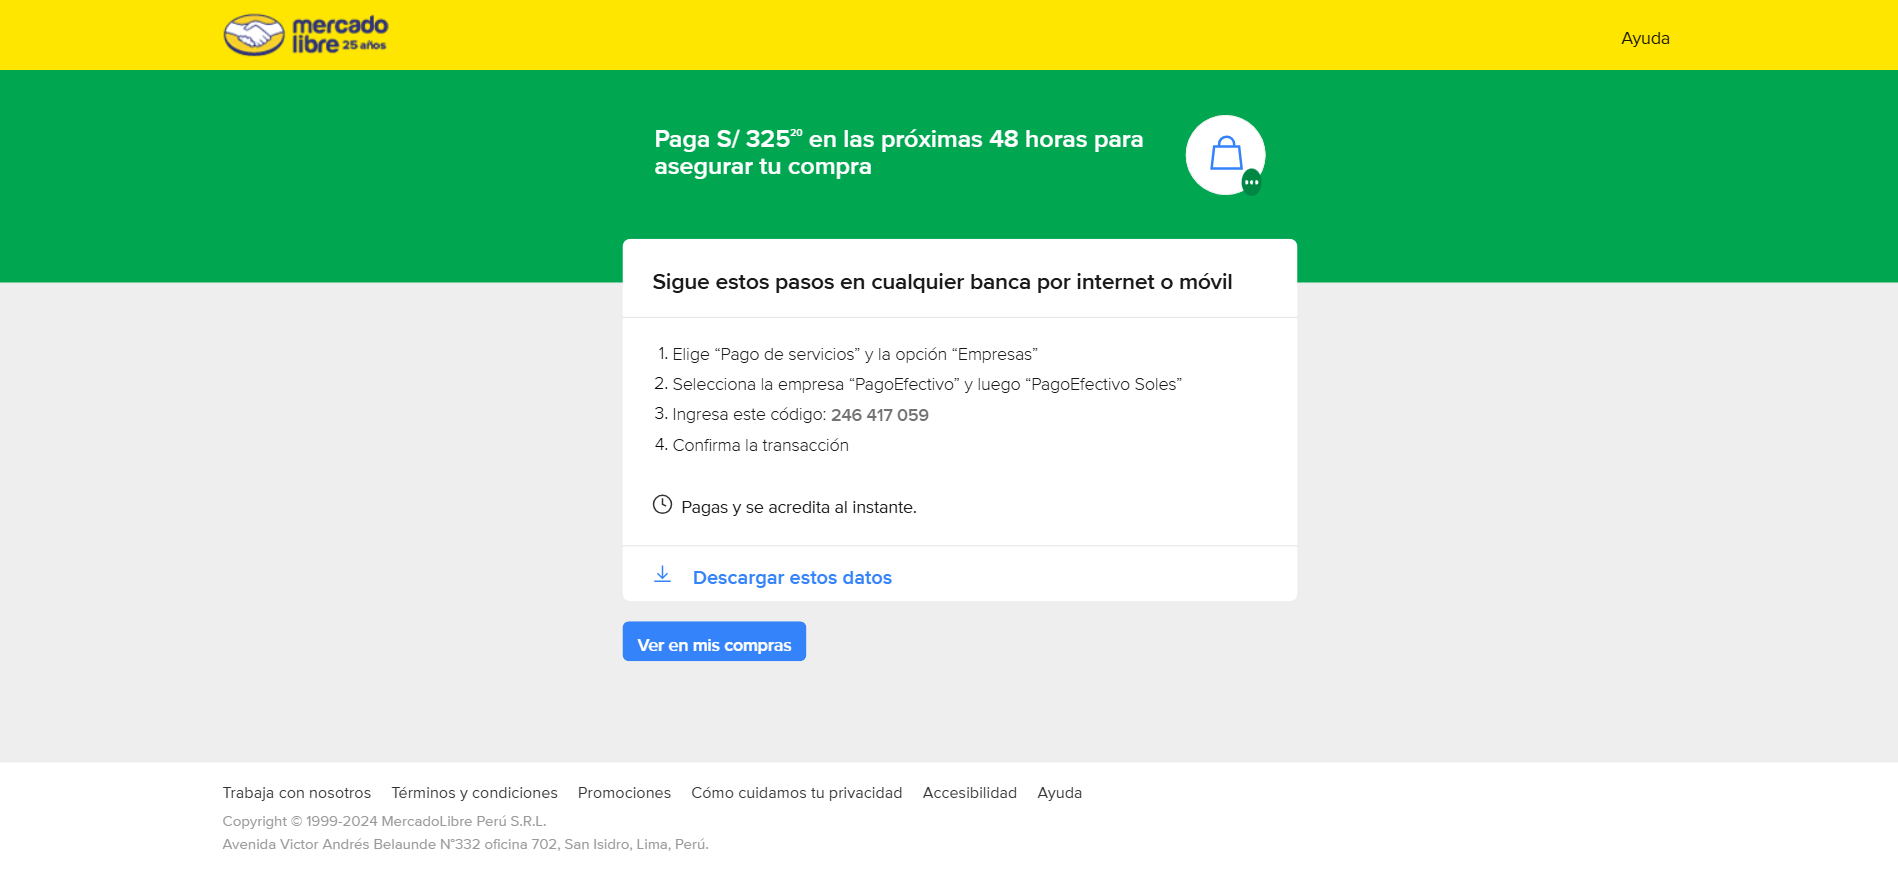 mercado
libre 25 años
Ayuda
Paga S/ 325²⁰ en las próximas 48 horas para
asegurar tu compra
Sigue estos pasos en cualquier banca por internet o móvil
1. Elige “Pago de servicios” y la opción “Empresas”
2. Selecciona la empresa “PagoEfectivo” y luego “PagoEfectivo Soles”
3. Ingresa este código: 246 417 059
4. Confirma la transacción
Pagas y se acredita al instante.
Descargar estos datos
Ver en mis compras
Trabaja con nosotros Términos y condiciones Promociones Cómo cuidamos tu privacidad Accesibilidad Ayuda
Copyright © 1999-2024 MercadoLibre Perú S.R.L.
Avenida Victor Andrés Belaunde N°332 oficina 702, San Isidro, Lima, Perú.